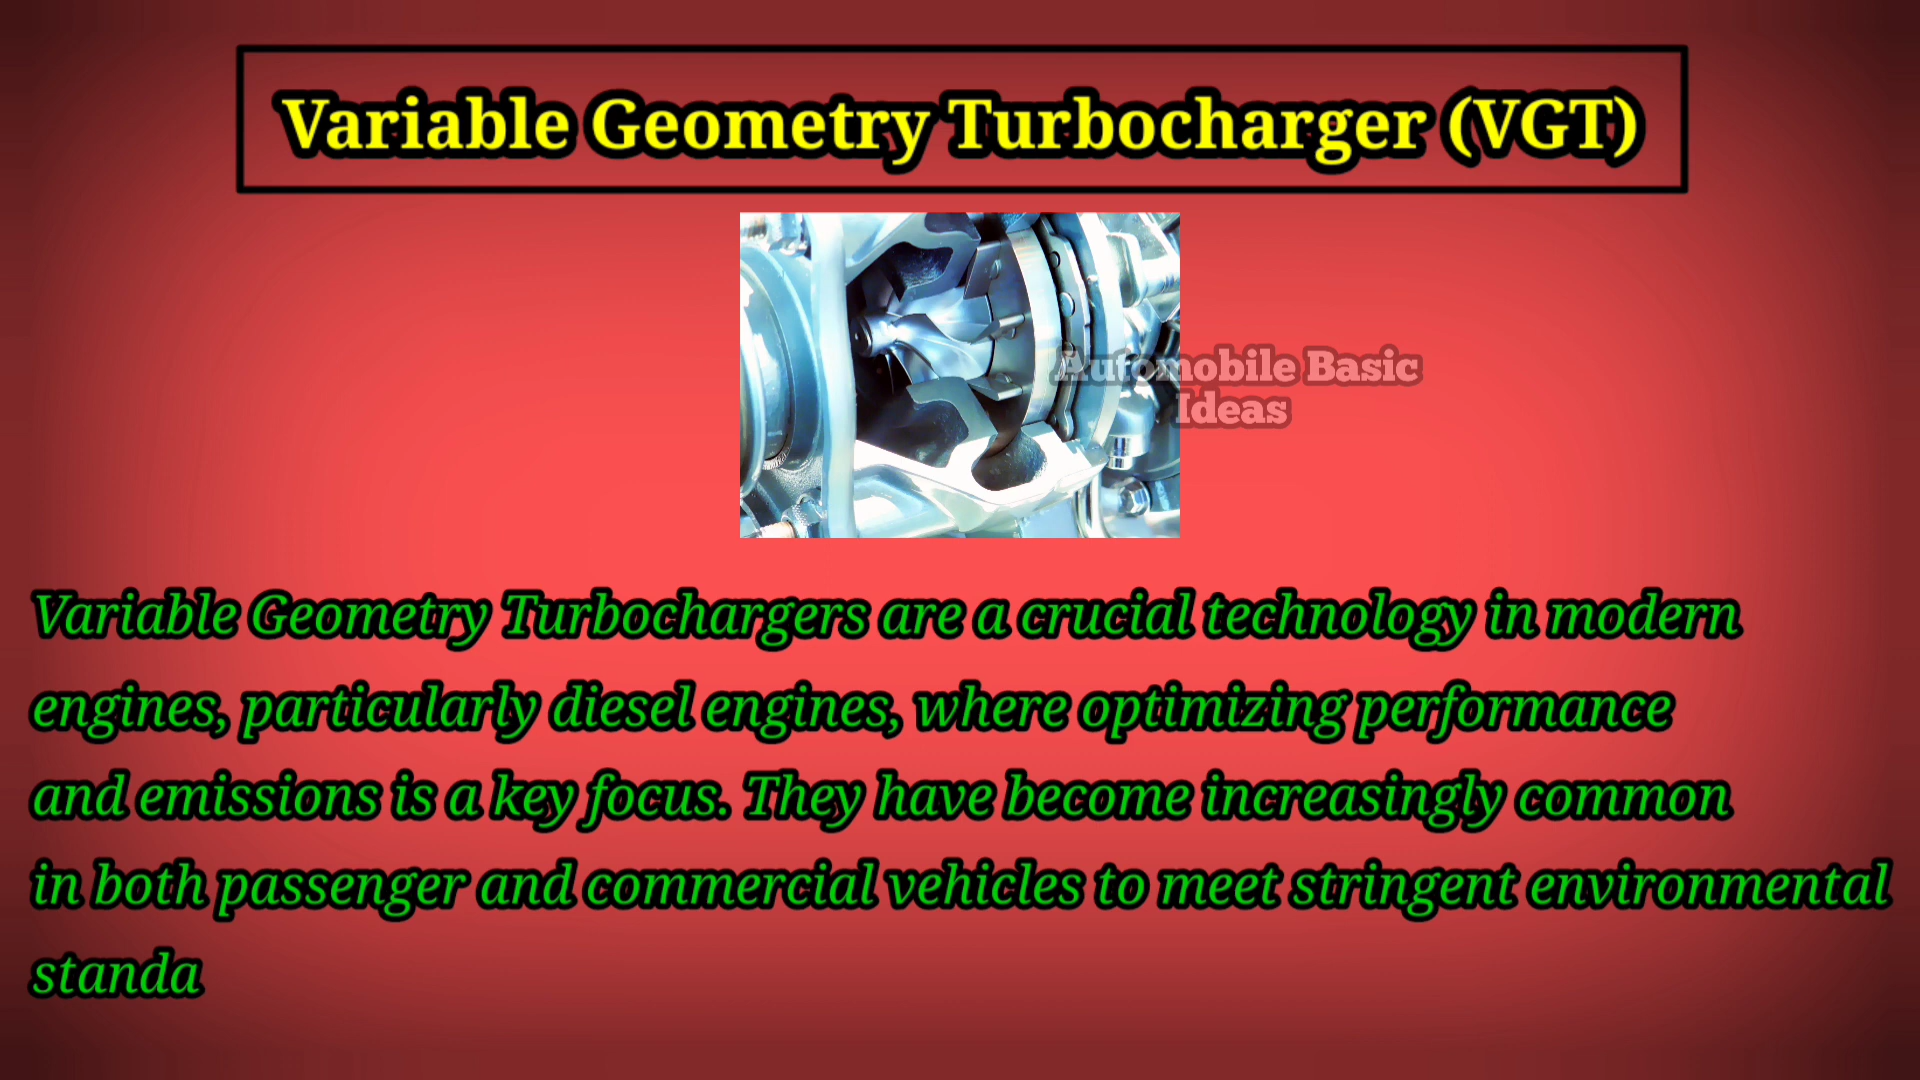 Variable Geometry Turbocharger (VGT)
Automobile Basic
Ideas
Variable Geometry Turbochargers are a crucial technology in modern
engines, particularly diesel engines, where optimizing performance
and emissions is a key focus. They have become increasingly common
in both passenger and commercial vehicles to meet stringent environmental
standa